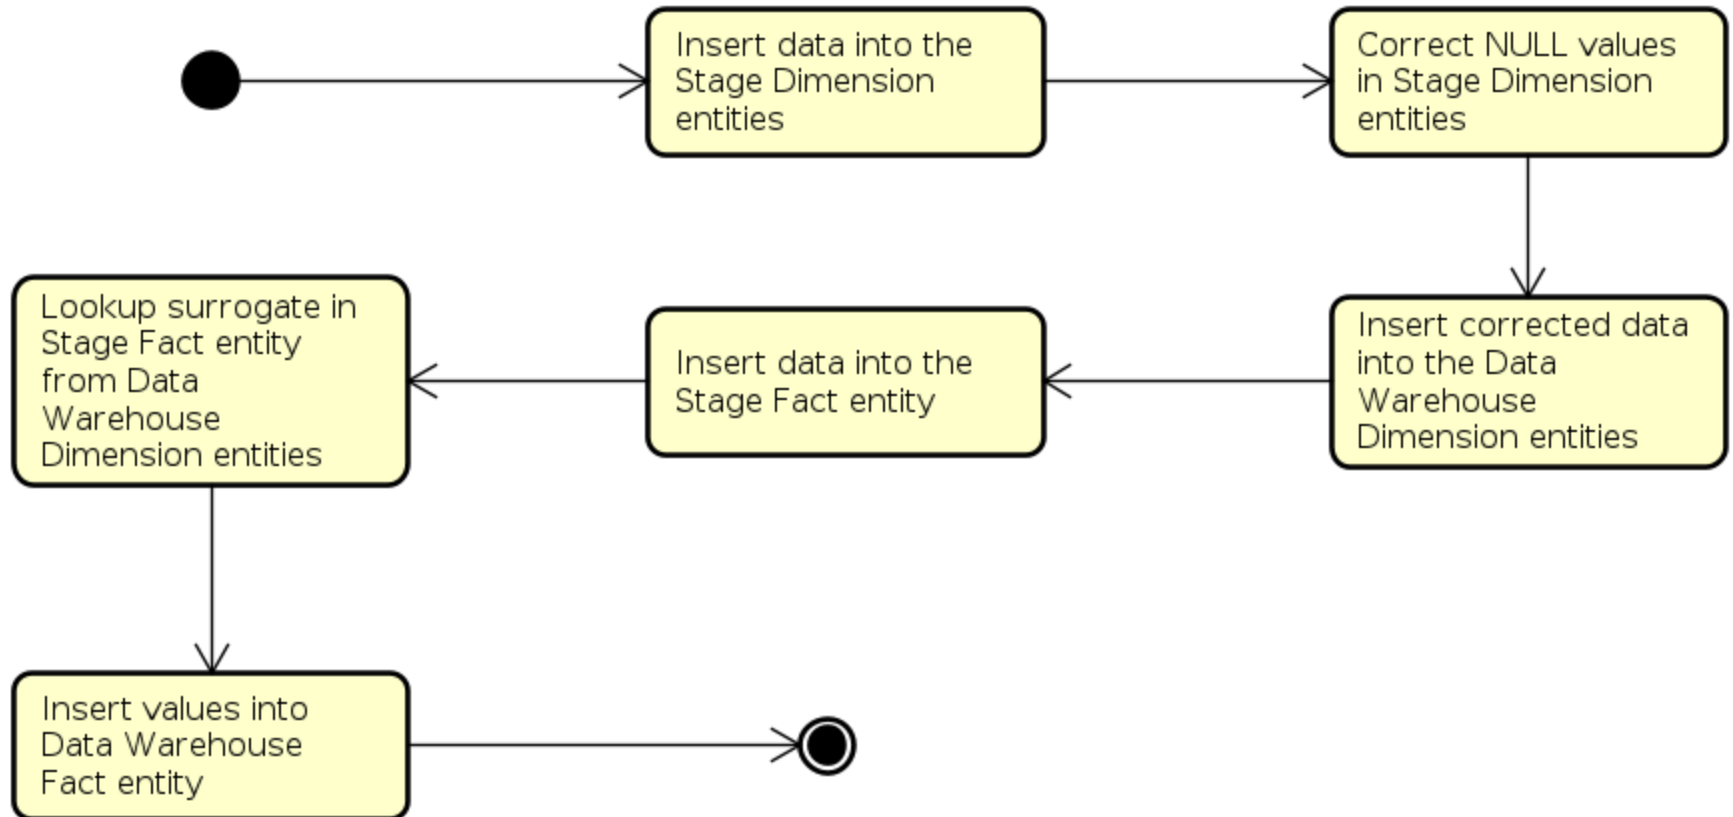 Insert data into the
Stage Dimension
entities
Correct NULL values
in Stage Dimension
entities
Insert corrected data
into the Data
Warehouse
Dimension entities
Insert data into the
Stage Fact entity
Lookup surrogate in
Stage Fact entity
from Data
Warehouse
Dimension entities
Insert values into
Data Warehouse
Fact entity